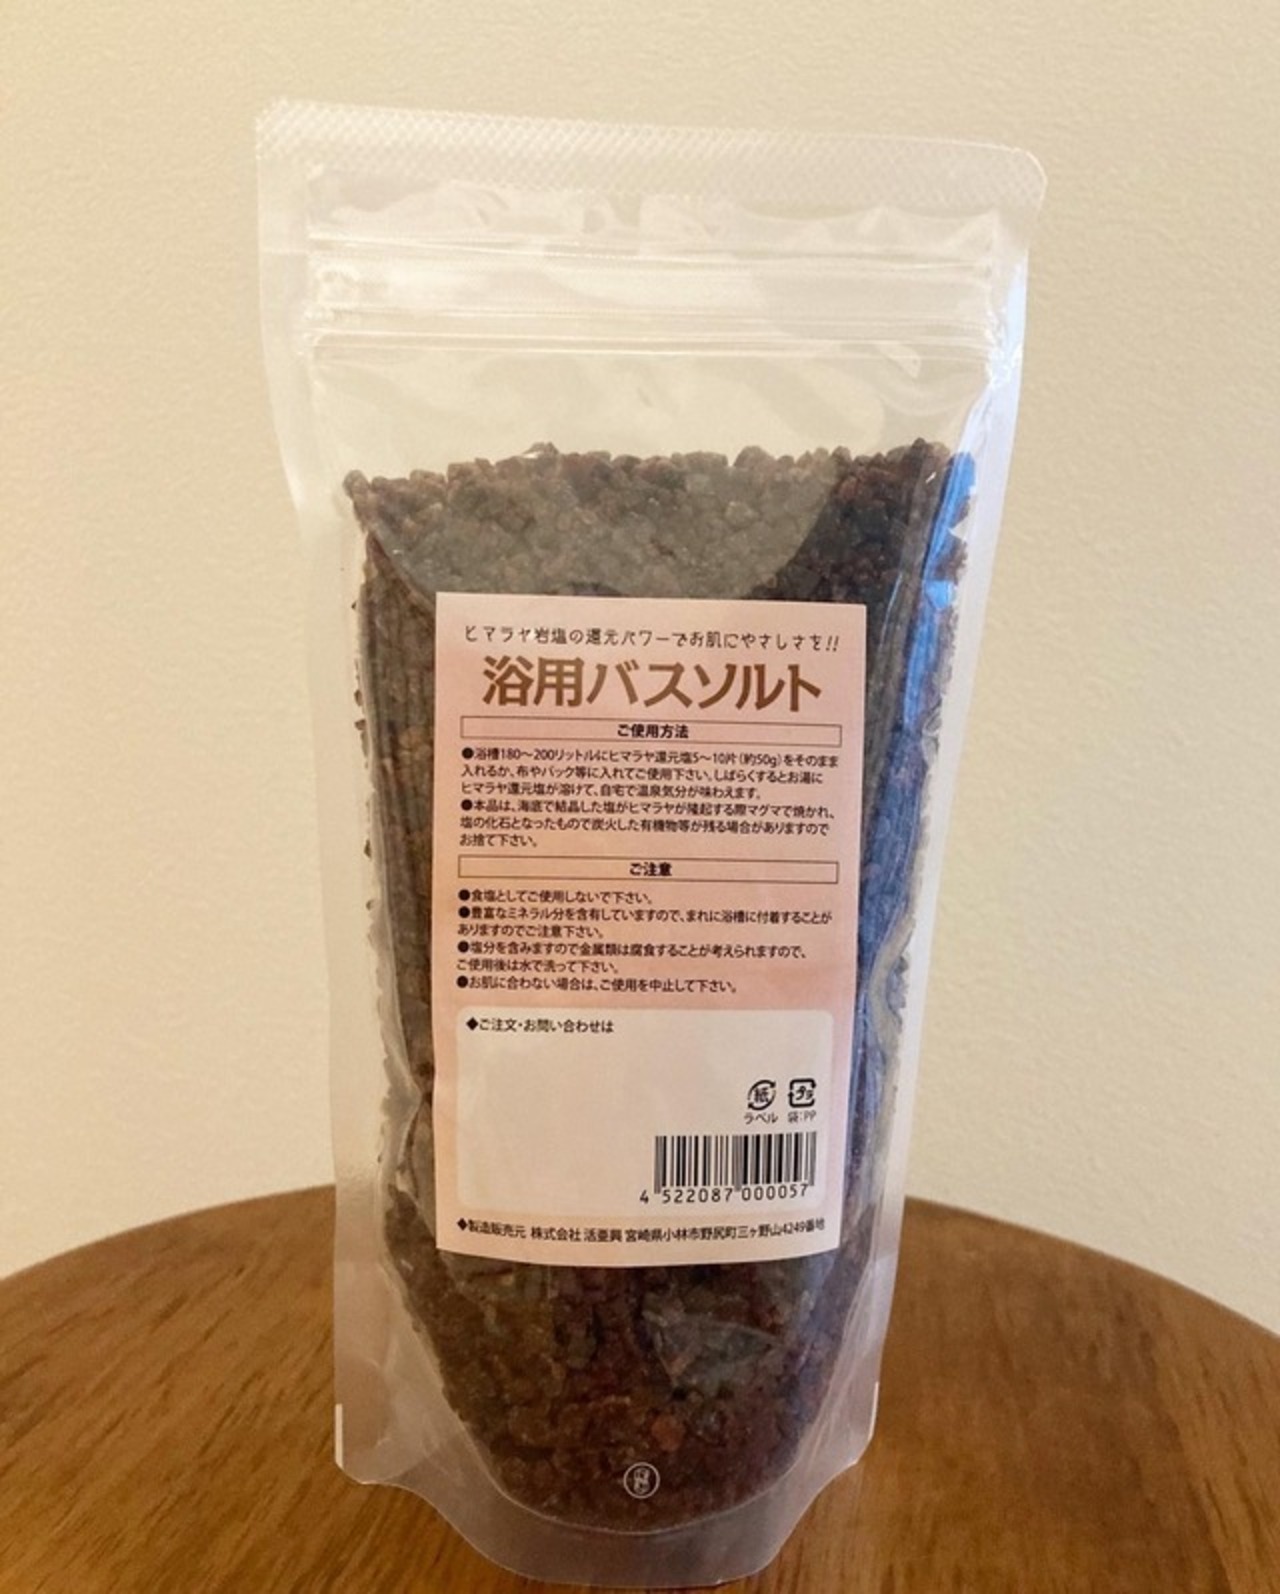 ヒマラヤ岩塩の還元パワーでお肌にやさしさを!!
浴用バスソルト
ご使用方法
●浴槽180〜200リットルにヒマラヤ還元塩5〜10片(約50g)をそのまま
入れるか、布やパック等に入れてご使用下さい。しばらくするとお湯に
ヒマラヤ還元塩が溶けて、自宅で温泉気分が味わえます。
●本品は、海底で結晶した塩がヒマラヤが隆起する際マグマで焼かれ、
塩の化石となったもので炭火した有機物等が残る場合がありますので
お捨て下さい。
ご注意
●食塩としてご使用しないで下さい。
●豊富なミネラル分を含有していますので、まれに浴槽に付着することが
ありますのでご注意下さい。
●塩分を含みますので金属類は腐食することが考えられますので、
ご使用後は水で洗って下さい。
●お肌に合わない場合は、ご使用を中止して下さい。
◆ご注文・お問い合わせは
紙 プラ
ラベル 袋:PP
4 522087 000057
◆製造販売元 株式会社 活亜興 宮崎県小林市野尻町三ヶ野山4249番地